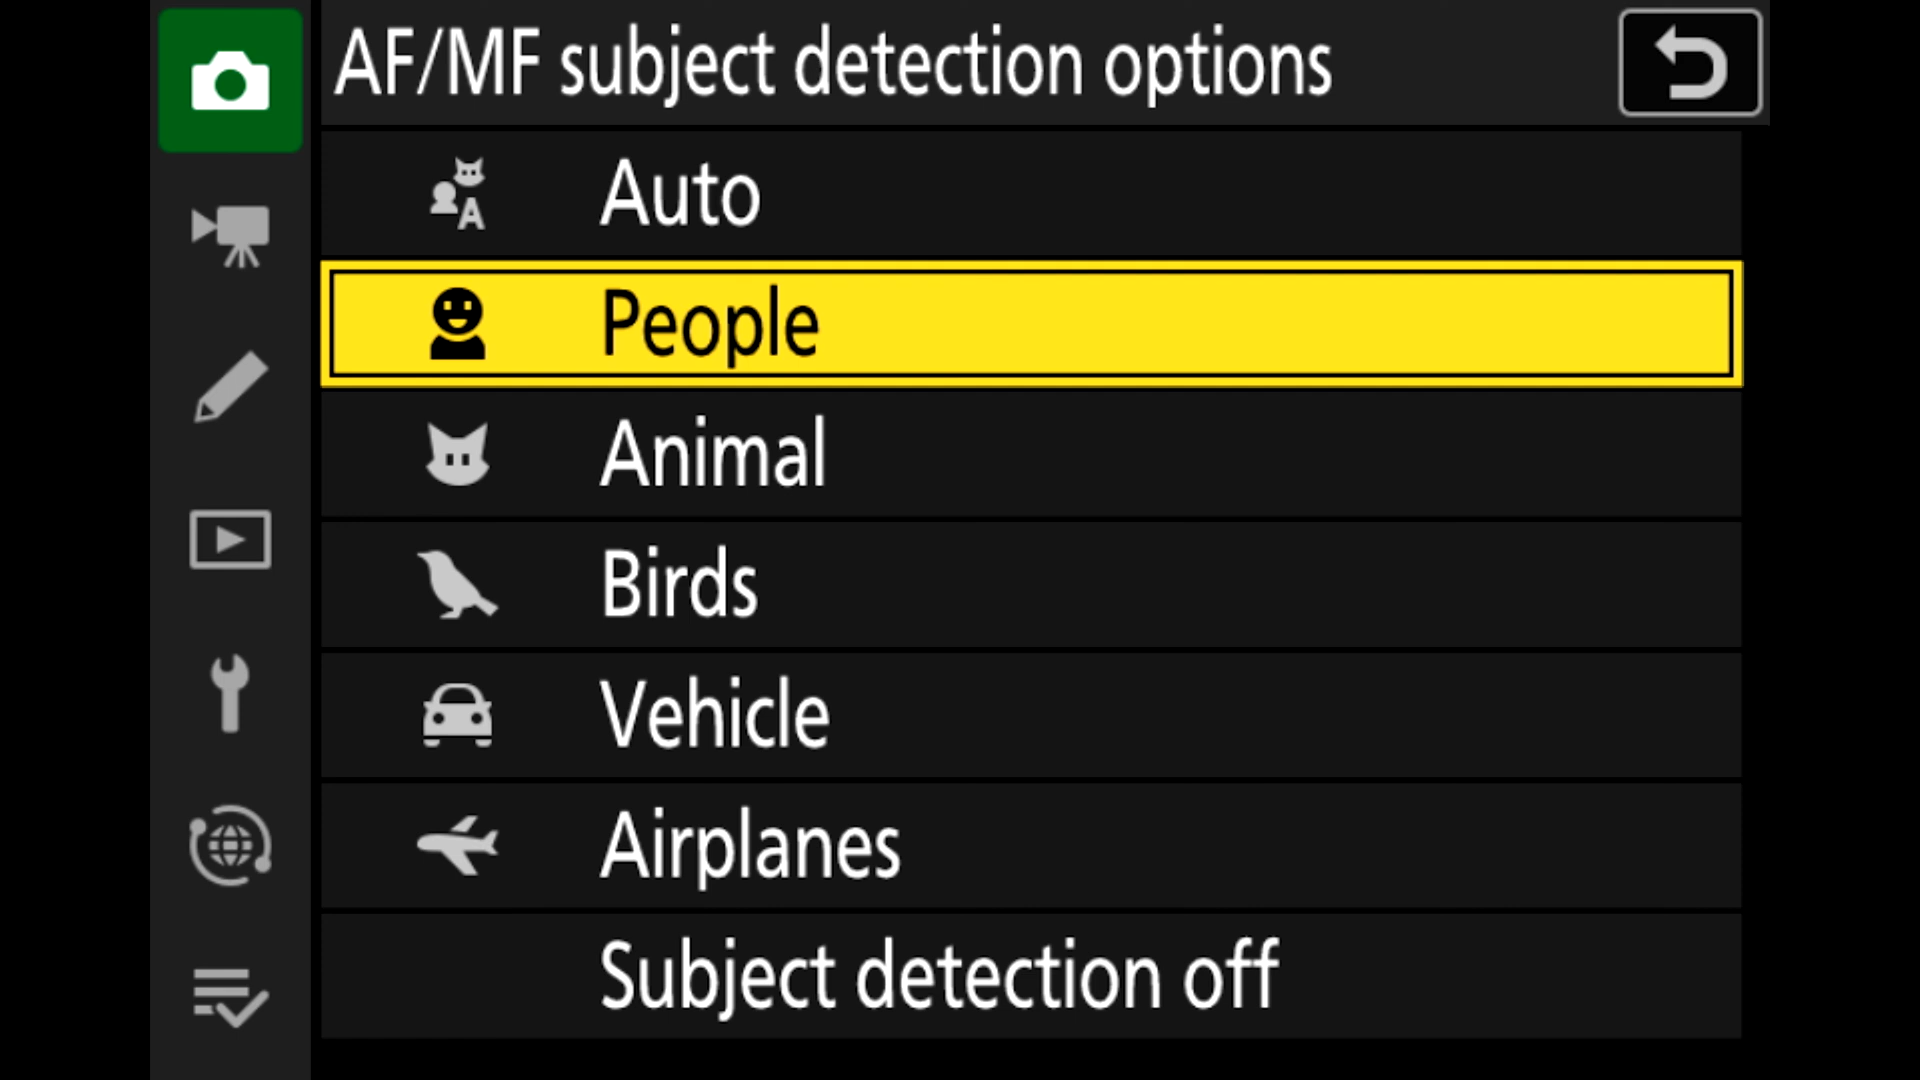 AF/MF subject detection options
Auto
People
Animal
Birds
Vehicle
Airplanes
Subject detection off